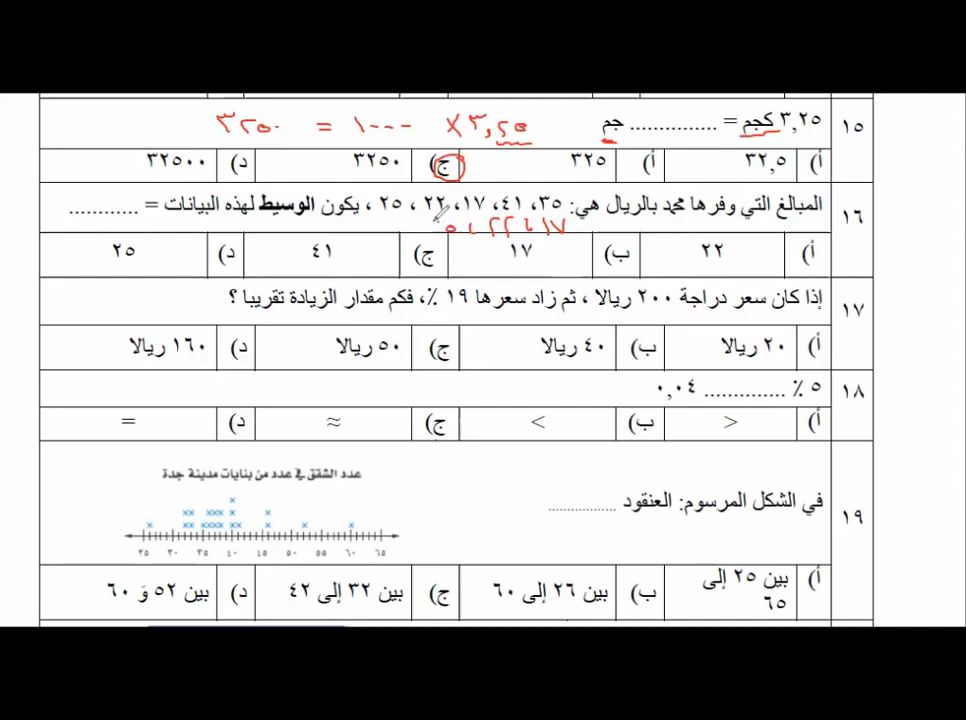 ١٥ ٣,٢٥ كجم = ............... جم ٣,٢٥ × ١٠٠٠ = ٣٢٥٠
أ) ٣٢,٥ أ) ٣٢٥ ج) ٣٢٥٠ د) ٣٢٥٠٠
١٦ المبالغ التي وفرها محمد بالريال هي: ٣٥، ٤١، ١٧، ٢٢ ، ٢٥ ، يكون الوسيط لهذه البيانات = ............
١٧ ، ٢٢ ،
أ) ٢٢ ب) ١٧ ج) ٤١ د) ٢٥
١٧ إذا كان سعر دراجة ٢٠٠ ريالا ، ثم زاد سعرها ١٩ ٪، فكم مقدار الزيادة تقريبا ؟
أ) ٢٠ ريالا ب) ٤٠ ريالا ج) ٥٠ ريالا د) ١٦٠ ريالا
١٨ ٥ ٪ .............. ٠,٠٤
أ) > ب) < ج) ≈ د) =
عدد الشقق في عدد من بنايات مدينة جدة
١٩ في الشكل المرسوم: العنقود ..................
٢٥ ٣٠ ٣٥ ٤٠ ٤٥ ٥٠ ٥٥ ٦٠ ٦٥
أ) بين ٢٥ إلى ٦٥ ب) بين ٢٦ إلى ٦٠ ج) بين ٣٢ إلى ٤٢ د) بين ٥٢ وَ ٦٠